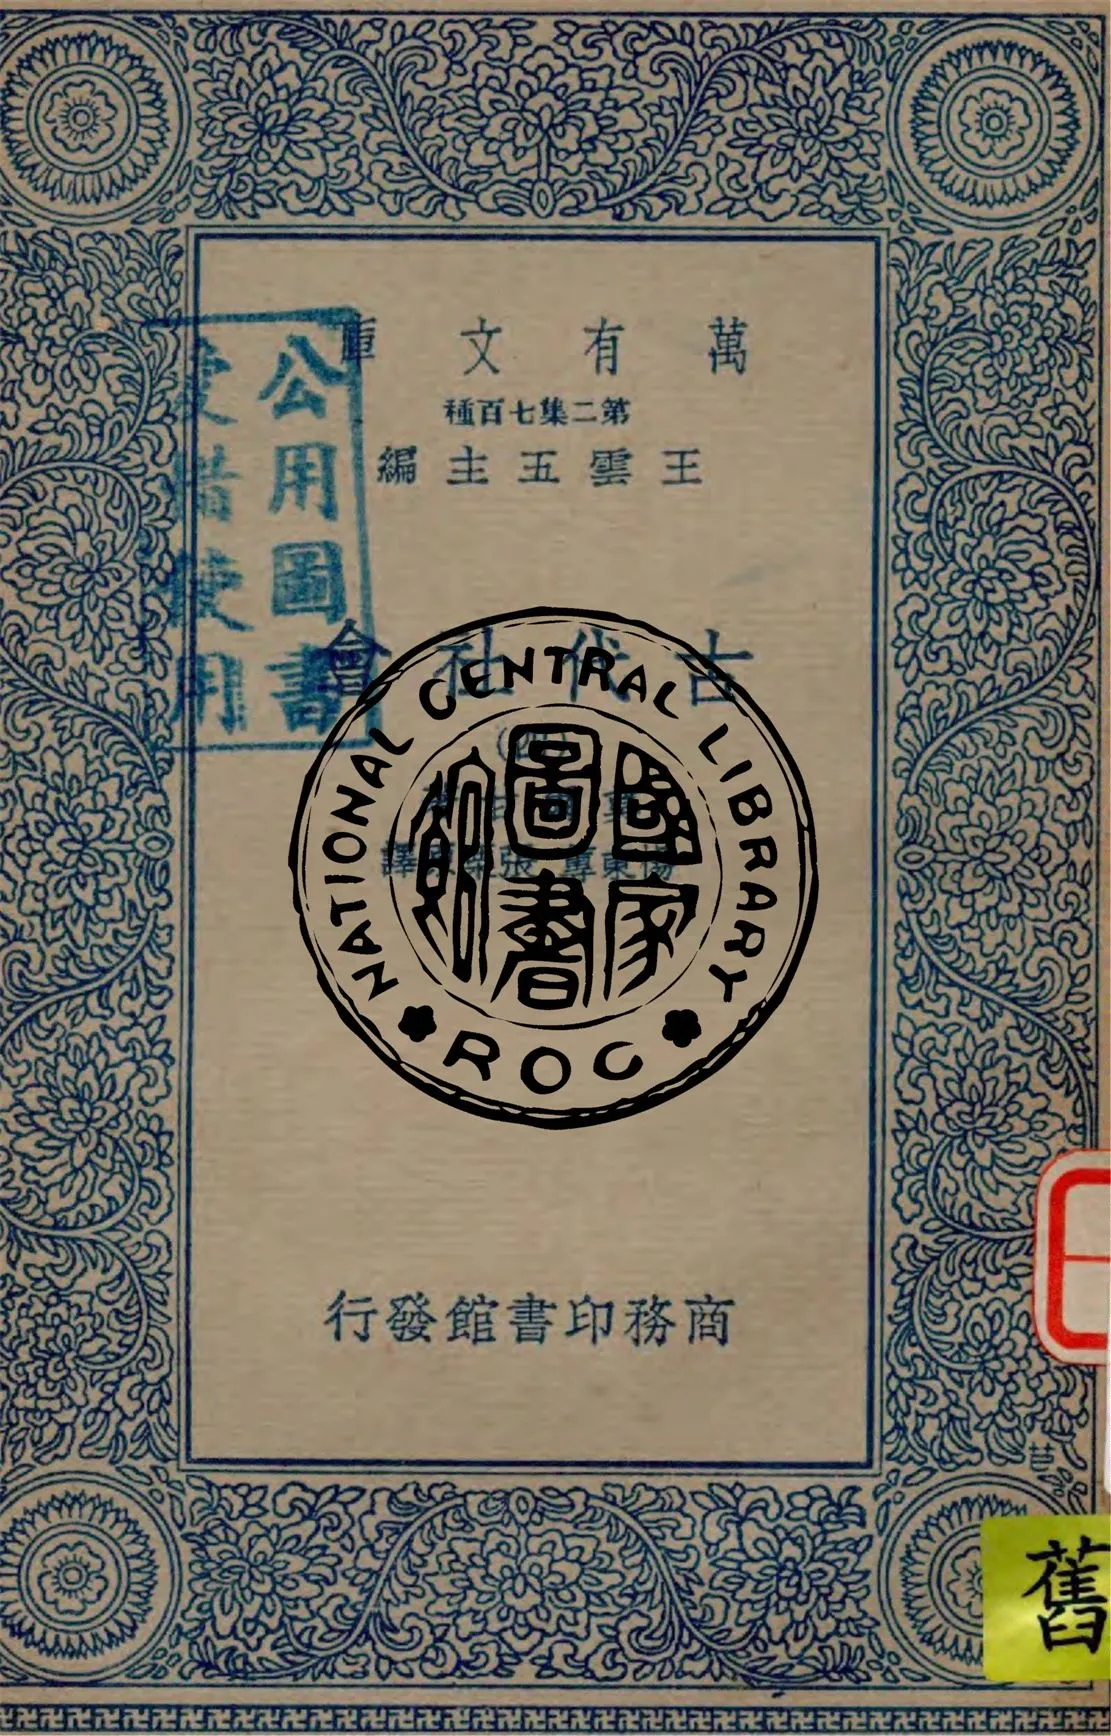 萬有文庫
第二集七百種
王雲五主編
古代社會
商務印書館發行
公用圖書
愛惜使用
NATIONAL CENTRAL LIBRARY
ROC
國家圖書館
舊